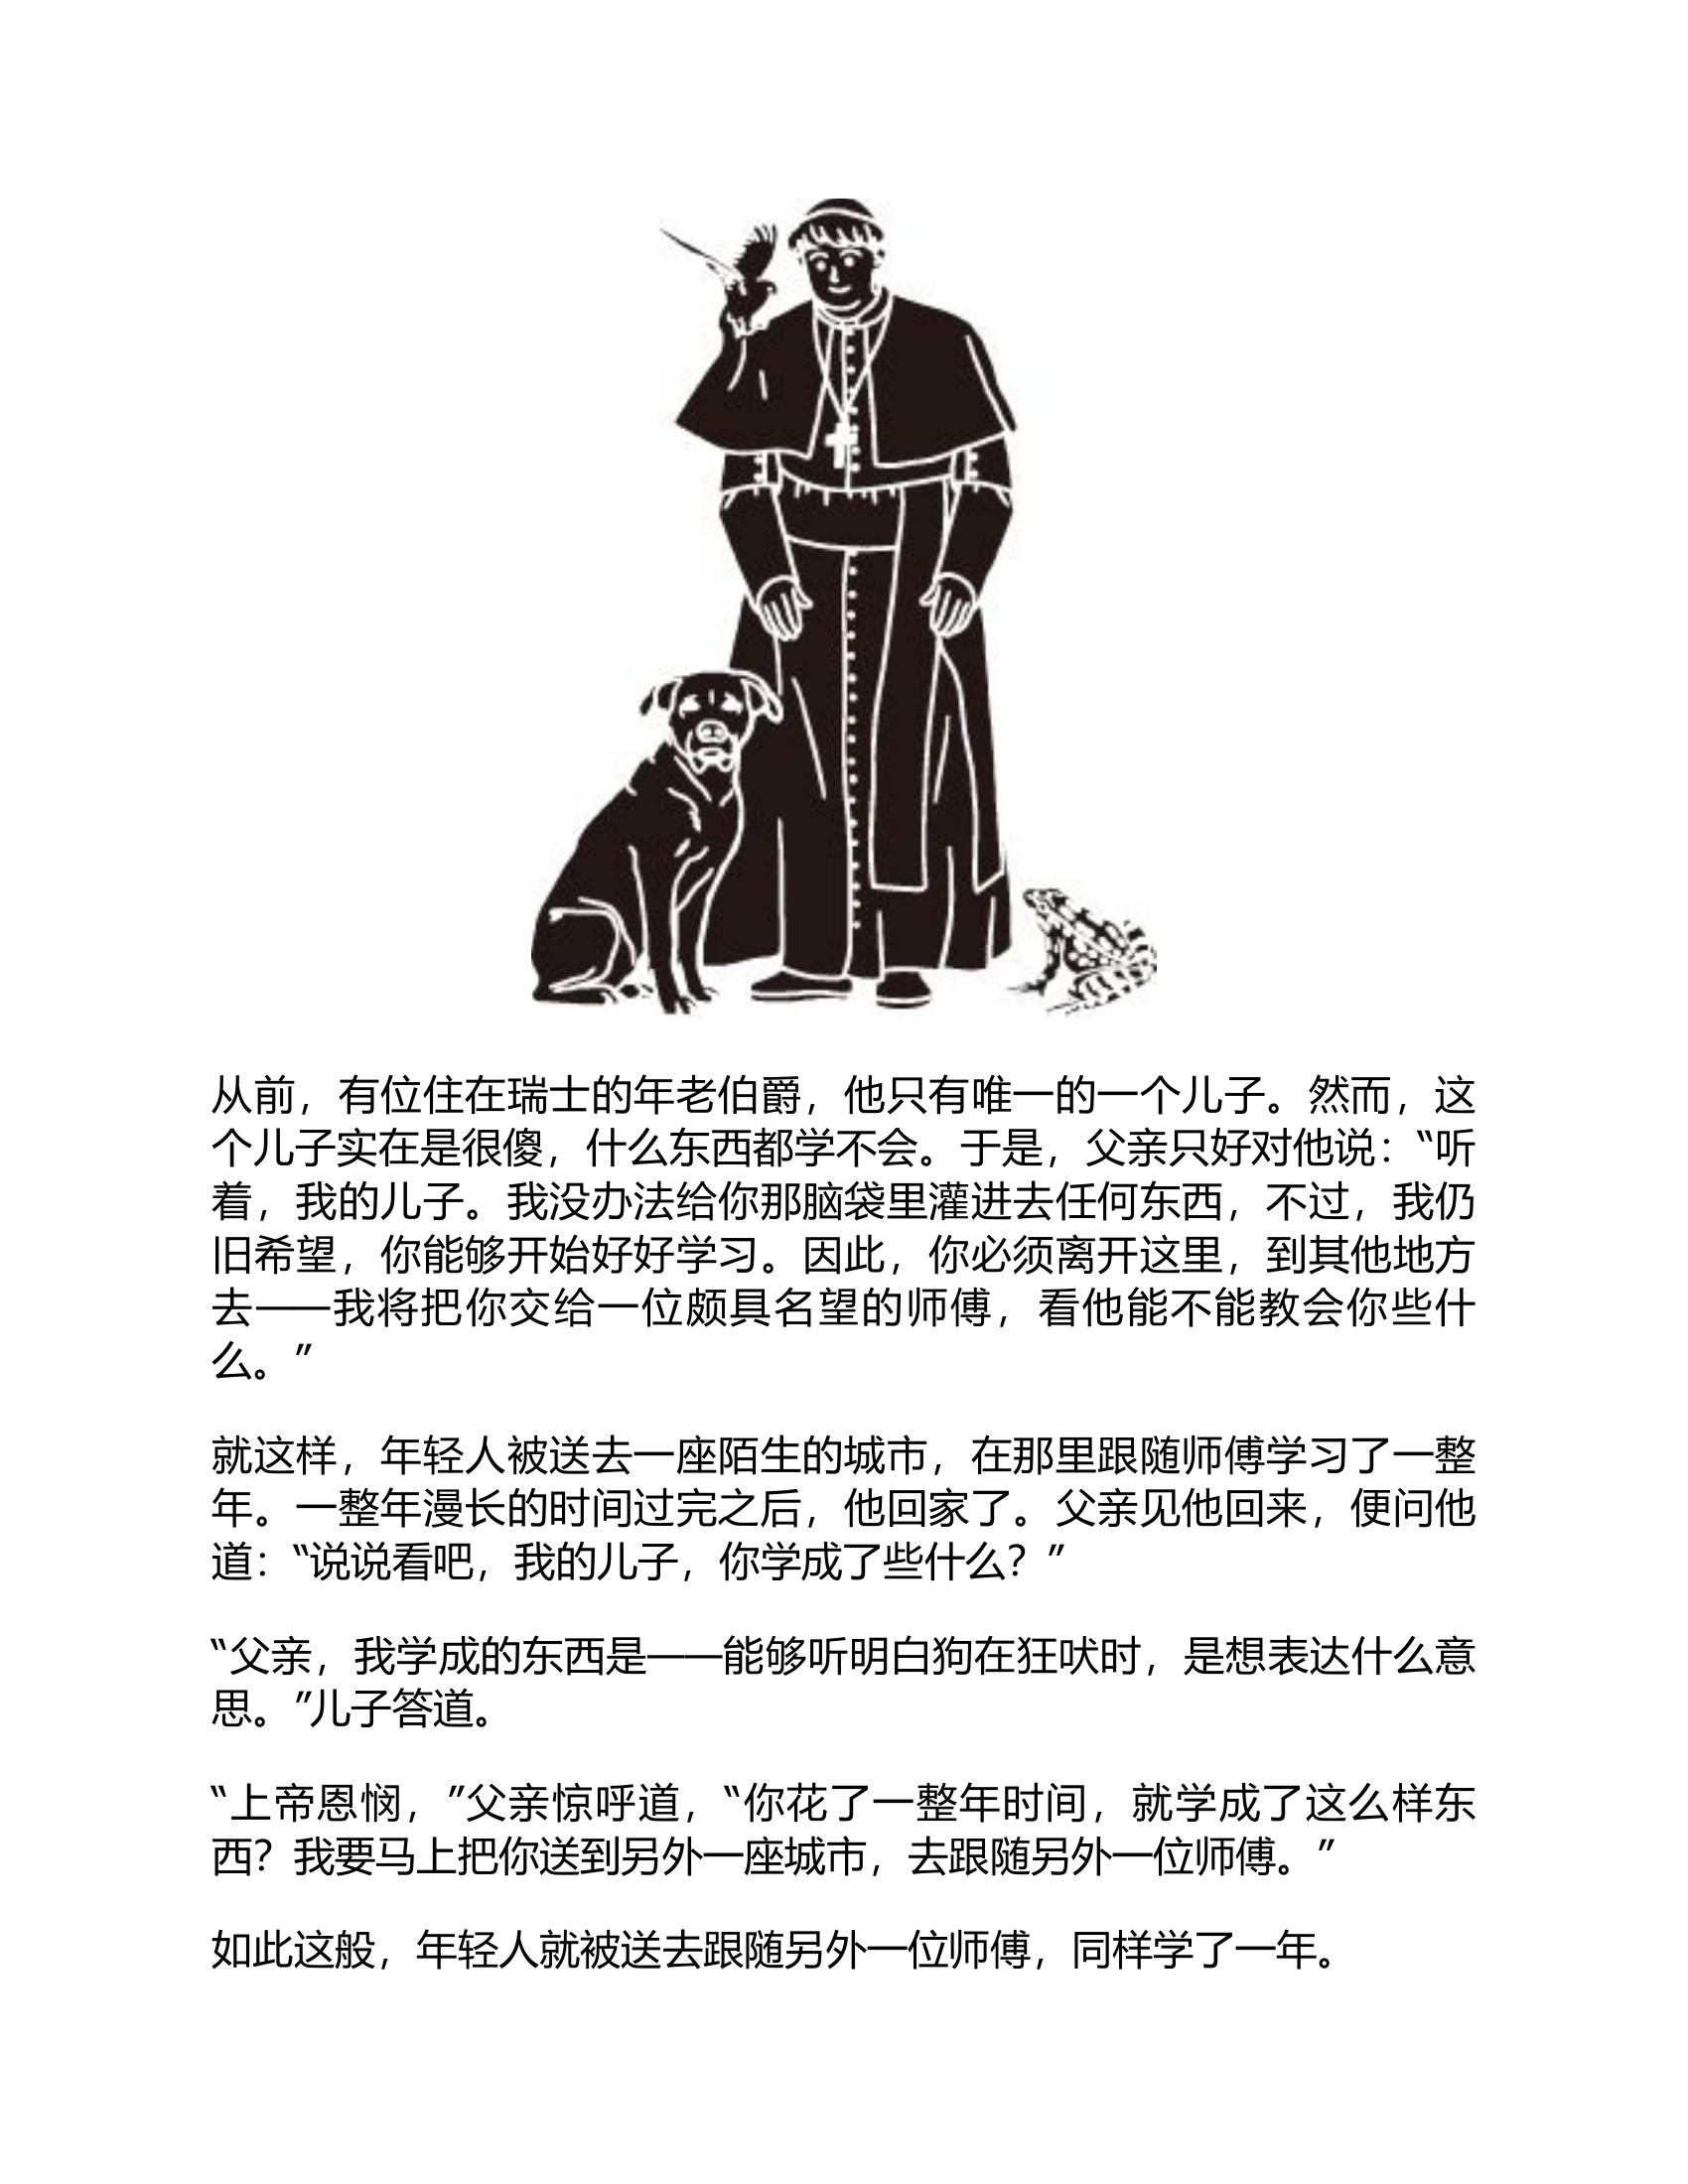 从前，有位住在瑞士的年老伯爵，他只有唯一的一个儿子。然而，这
个儿子实在是很傻，什么东西都学不会。于是，父亲只好对他说：“听
着，我的儿子。我没办法给你那脑袋里灌进去任何东西，不过，我仍
旧希望，你能够开始好好学习。因此，你必须离开这里，到其他地方
去——我将把你交给一位颇具名望的师傅，看他能不能教会你些什
么。”
就这样，年轻人被送去一座陌生的城市，在那里跟随师傅学习了一整
年。一整年漫长的时间过完之后，他回家了。父亲见他回来，便问他
道：“说说看吧，我的儿子，你学成了些什么？”
“父亲，我学成的东西是——能够听明白狗在狂吠时，是想表达什么意
思。”儿子答道。
“上帝恩悯，”父亲惊呼道，“你花了一整年时间，就学成了这么样东
西？我要马上把你送到另外一座城市，去跟随另外一位师傅。”
如此这般，年轻人就被送去跟随另外一位师傅，同样学了一年。